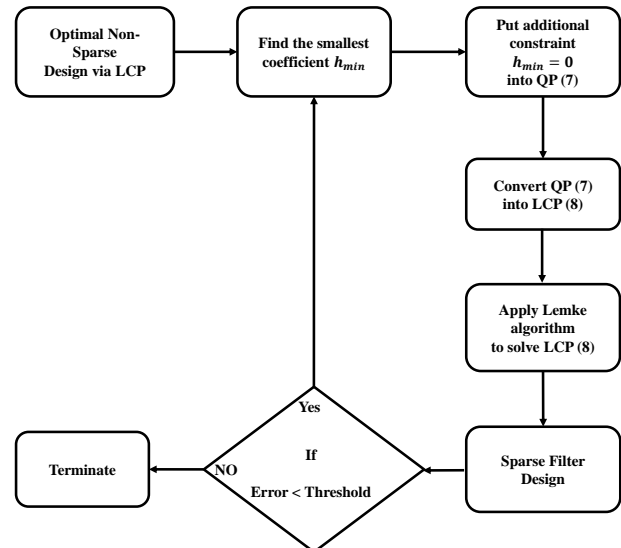 Optimal Non-
Sparse
Design via LCP
Find the smallest
coefficient h_min
Put additional
constraint
h_min = 0
into QP (7)
Convert QP (7)
into LCP (8)
Apply Lemke
algorithm
to solve LCP (8)
Sparse Filter
Design
Yes
If
Error < Threshold
NO
Terminate